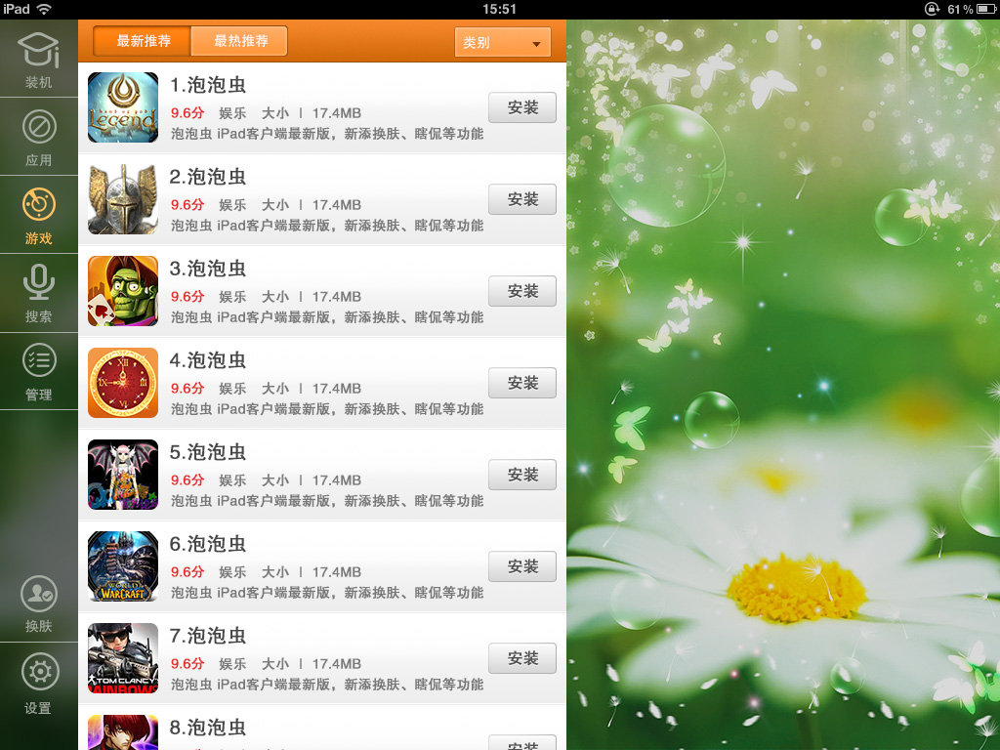 iPad 15:51 61%
装机
应用
游戏
搜索
管理
换肤
设置
最新推荐 最热推荐 类别
hand of god
Legend
1.泡泡虫
9.6分 娱乐 大小 | 17.4MB
泡泡虫 iPad客户端最新版，新添换肤、瞎侃等功能
安装
2.泡泡虫
9.6分 娱乐 大小 | 17.4MB
泡泡虫 iPad客户端最新版，新添换肤、瞎侃等功能
安装
3.泡泡虫
9.6分 娱乐 大小 | 17.4MB
泡泡虫 iPad客户端最新版，新添换肤、瞎侃等功能
安装
XII
IX III
VI
4.泡泡虫
9.6分 娱乐 大小 | 17.4MB
泡泡虫 iPad客户端最新版，新添换肤、瞎侃等功能
安装
5.泡泡虫
9.6分 娱乐 大小 | 17.4MB
泡泡虫 iPad客户端最新版，新添换肤、瞎侃等功能
安装
WORLD
WARCRAFT
6.泡泡虫
9.6分 娱乐 大小 | 17.4MB
泡泡虫 iPad客户端最新版，新添换肤、瞎侃等功能
安装
TOM CLANCY
RAINBOW
7.泡泡虫
9.6分 娱乐 大小 | 17.4MB
泡泡虫 iPad客户端最新版，新添换肤、瞎侃等功能
安装
8.泡泡虫
安装